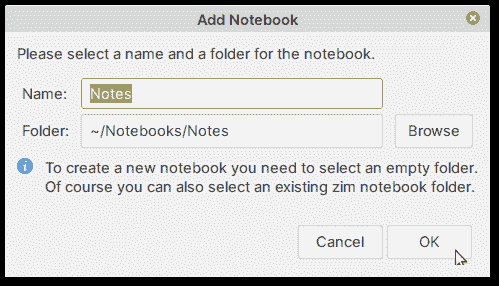 Add Notebook
Please select a name and a folder for the notebook.
Name: Notes
Folder: ~/Notebooks/Notes Browse
To create a new notebook you need to select an empty folder.
Of course you can also select an existing zim notebook folder.
Cancel OK